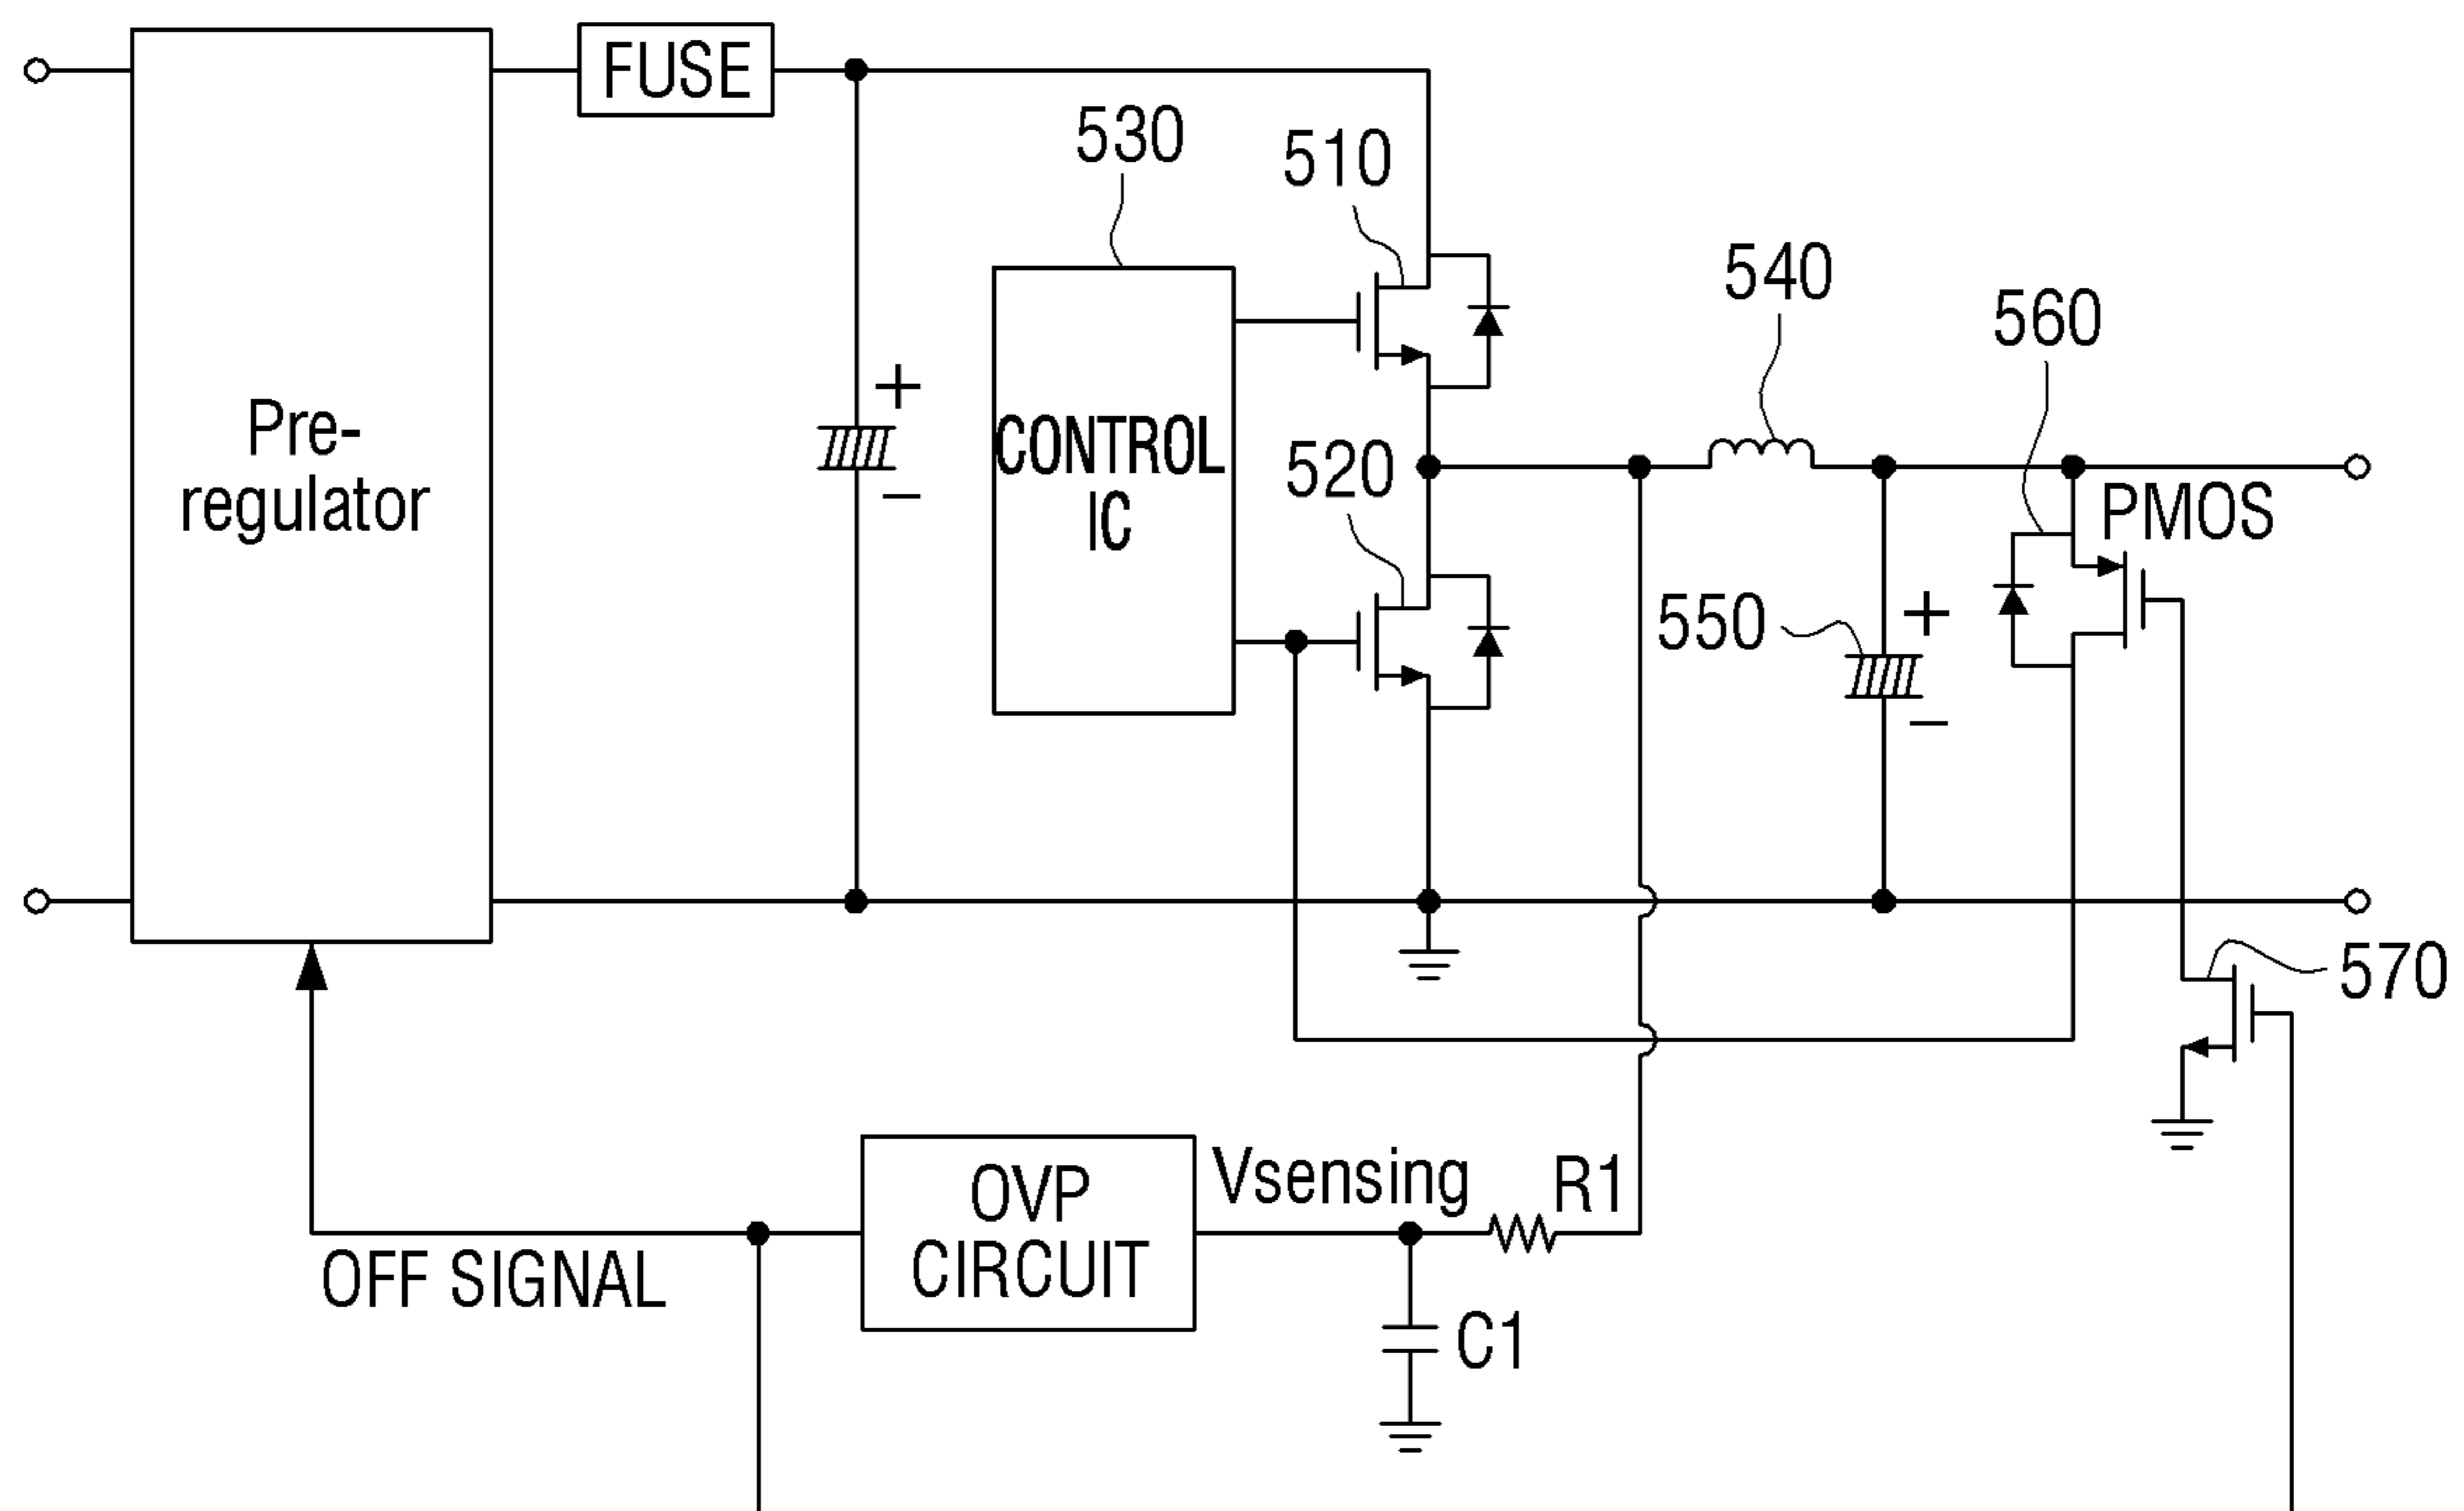 FUSE
530
510
540
560
Pre-
regulator
+
−
CONTROL
IC
520
PMOS
550
+
−
570
OVP
CIRCUIT
Vsensing
R1
OFF SIGNAL
C1